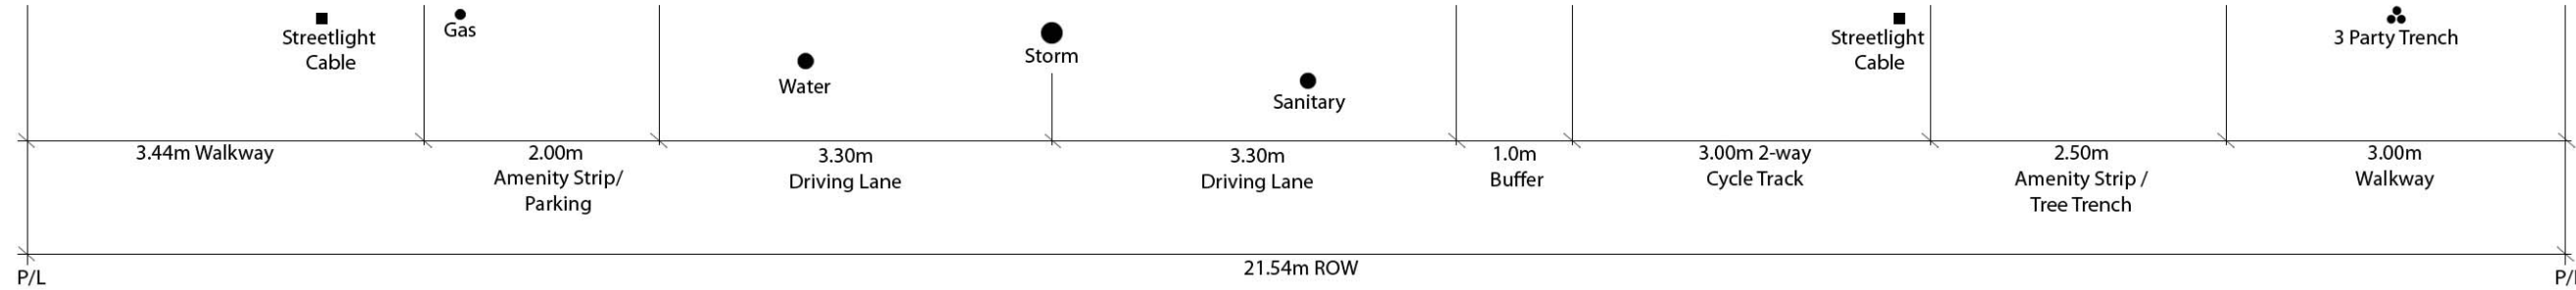 Streetlight
Cable
Gas
Water
Storm
Sanitary
Streetlight
Cable
3 Party Trench
3.44m Walkway
2.00m
Amenity Strip/
Parking
3.30m
Driving Lane
3.30m
Driving Lane
1.0m
Buffer
3.00m 2-way
Cycle Track
2.50m
Amenity Strip /
Tree Trench
3.00m
Walkway
21.54m ROW
P/L
P/